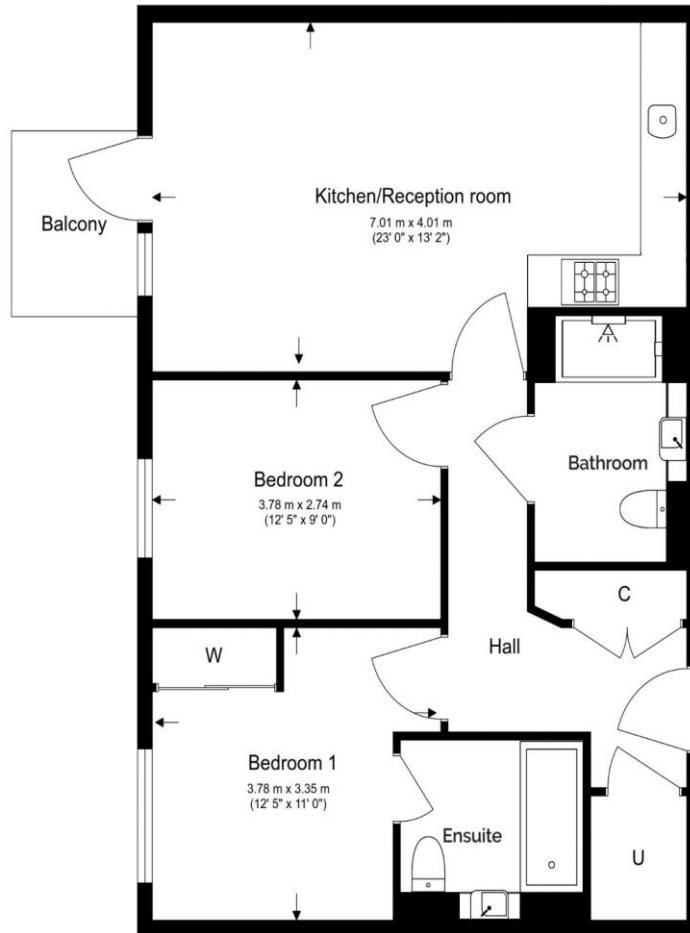 Kitchen/Reception room
7.01 m x 4.01 m
(23' 0" x 13' 2")
Balcony
Bedroom 2
3.78 m x 2.74 m
(12' 5" x 9' 0")
Bathroom
C
Hall
W
Bedroom 1
3.78 m x 3.35 m
(12' 5" x 11' 0")
Ensuite
U